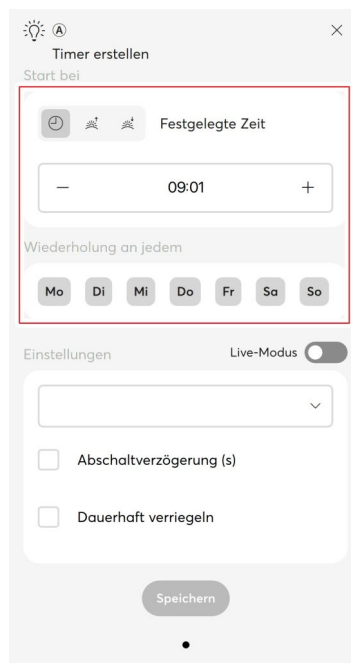 A
Timer erstellen
Start bei
Festgelegte Zeit
− 09:01 +
Wiederholung an jedem
Mo Di Mi Do Fr Sa So
Einstellungen Live-Modus
Abschaltverzögerung (s)
Dauerhaft verriegeln
Speichern